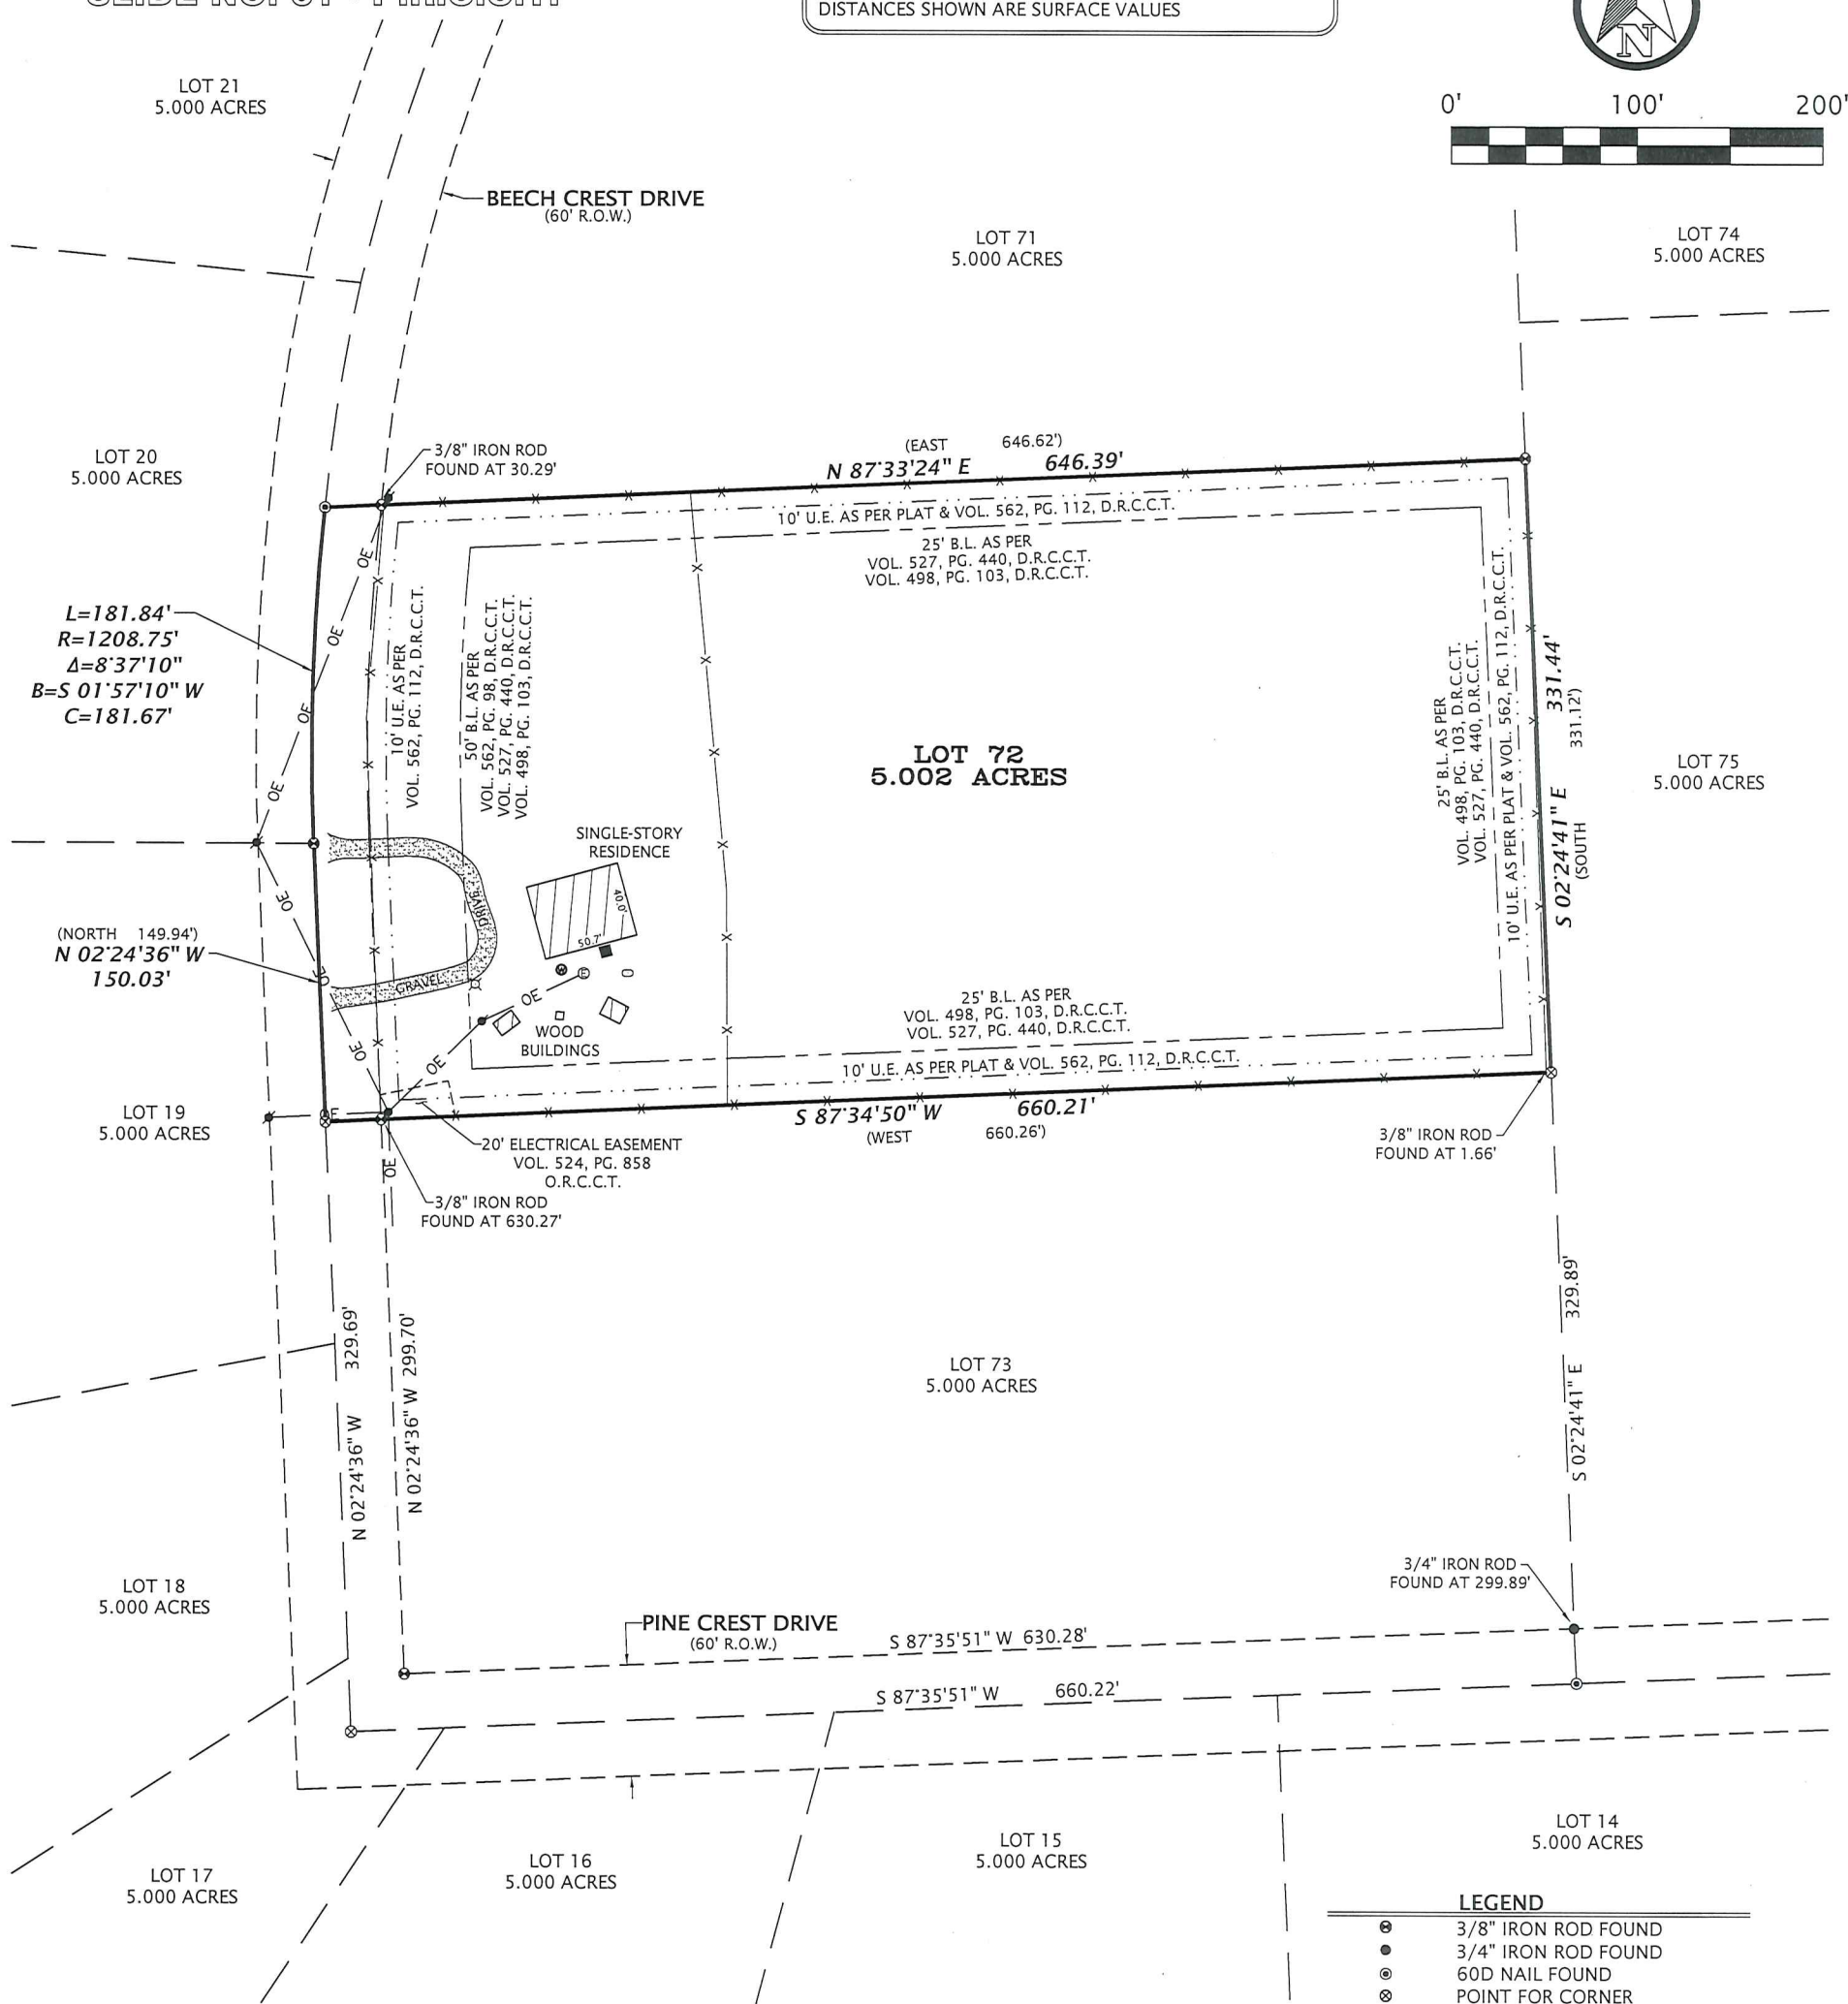 DISTANCES SHOWN ARE SURFACE VALUES
N
0' 100' 200'
LOT 21
5.000 ACRES
BEECH CREST DRIVE
(60' R.O.W.)
LOT 71
5.000 ACRES
LOT 74
5.000 ACRES
LOT 20
5.000 ACRES
3/8" IRON ROD
FOUND AT 30.29'
(EAST 646.62')
N 87°33'24" E 646.39'
10' U.E. AS PER PLAT & VOL. 562, PG. 112, D.R.C.C.T.
25' B.L. AS PER
VOL. 527, PG. 440, D.R.C.C.T.
VOL. 498, PG. 103, D.R.C.C.T.
L=181.84'
R=1208.75'
Δ=8°37'10"
B=S 01°57'10" W
C=181.67'
OE
OE
OE
OE
OE
OE
OE
10' U.E. AS PER
VOL. 562, PG. 112, D.R.C.C.T.
50' B.L. AS PER
VOL. 562, PG. 98, D.R.C.C.T.
VOL. 527, PG. 440, D.R.C.C.T.
VOL. 498, PG. 103, D.R.C.C.T.
LOT 72
5.002 ACRES
25' B.L. AS PER
VOL. 498, PG. 103, D.R.C.C.T.
VOL. 527, PG. 440, D.R.C.C.T.
10' U.E. AS PER PLAT & VOL. 562, PG. 112, D.R.C.C.T.
S 02°24'41" E 331.44'
(SOUTH 331.12')
LOT 75
5.000 ACRES
SINGLE-STORY
RESIDENCE
40.0'
50.7'
DRIVE
GRAVEL
W
E
OE
OE
WOOD
BUILDINGS
(NORTH 149.94')
N 02°24'36" W
150.03'
25' B.L. AS PER
VOL. 498, PG. 103, D.R.C.C.T.
VOL. 527, PG. 440, D.R.C.C.T.
10' U.E. AS PER PLAT & VOL. 562, PG. 112, D.R.C.C.T.
LOT 19
5.000 ACRES
S 87°34'50" W 660.21'
(WEST 660.26')
20' ELECTRICAL EASEMENT
VOL. 524, PG. 858
O.R.C.C.T.
3/8" IRON ROD
FOUND AT 630.27'
OE
3/8" IRON ROD
FOUND AT 1.66'
N 02°24'36" W 329.69'
N 02°24'36" W 299.70'
LOT 73
5.000 ACRES
S 02°24'41" E 329.89'
LOT 18
5.000 ACRES
3/4" IRON ROD
FOUND AT 299.89'
PINE CREST DRIVE
(60' R.O.W.)
S 87°35'51" W 630.28'
S 87°35'51" W 660.22'
LOT 17
5.000 ACRES
LOT 16
5.000 ACRES
LOT 15
5.000 ACRES
LOT 14
5.000 ACRES
LEGEND
3/8" IRON ROD FOUND
3/4" IRON ROD FOUND
60D NAIL FOUND
POINT FOR CORNER